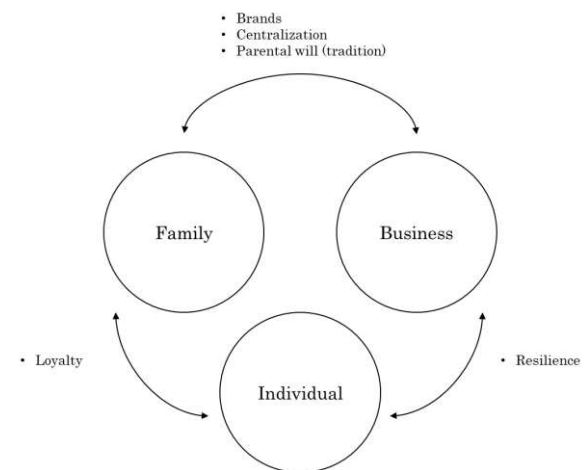 • Brands
• Centralization
• Parental will (tradition)
Family
Business
• Loyalty
• Resilience
Individual